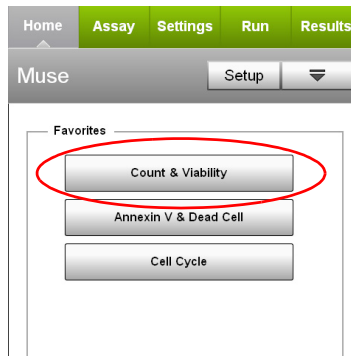 Home Assay Settings Run Results
Muse Setup
Favorites
Count & Viability
Annexin V & Dead Cell
Cell Cycle